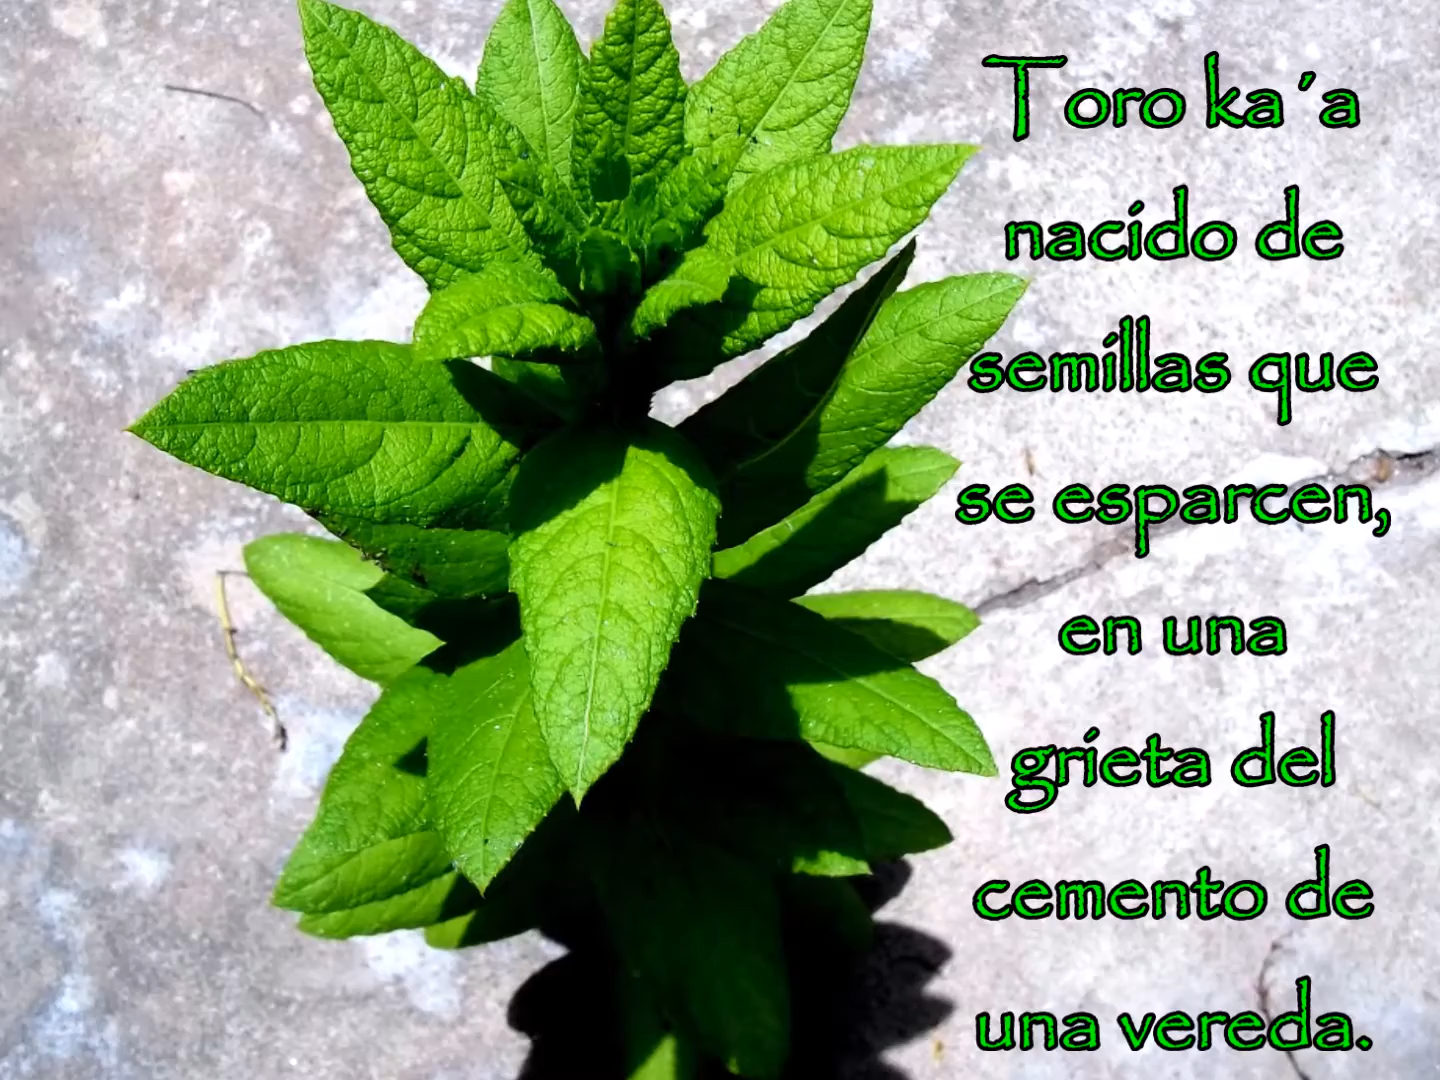 Toro ka´a
nacido de
semillas que
se esparcen,
en una
grieta del
cemento de
una vereda.